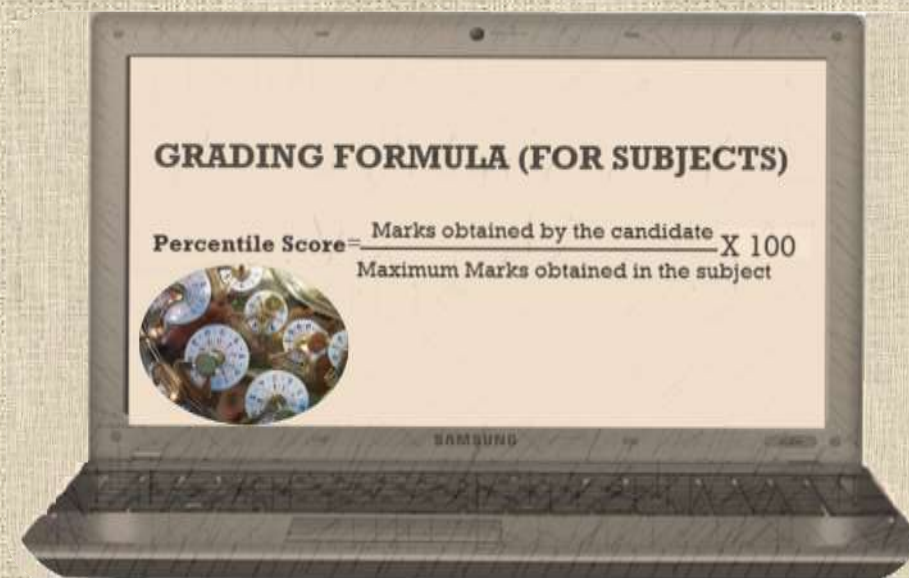 GRADING FORMULA (FOR SUBJECTS)
Percentile Score= Marks obtained by the candidate X 100
Maximum Marks obtained in the subject
SAMSUNG